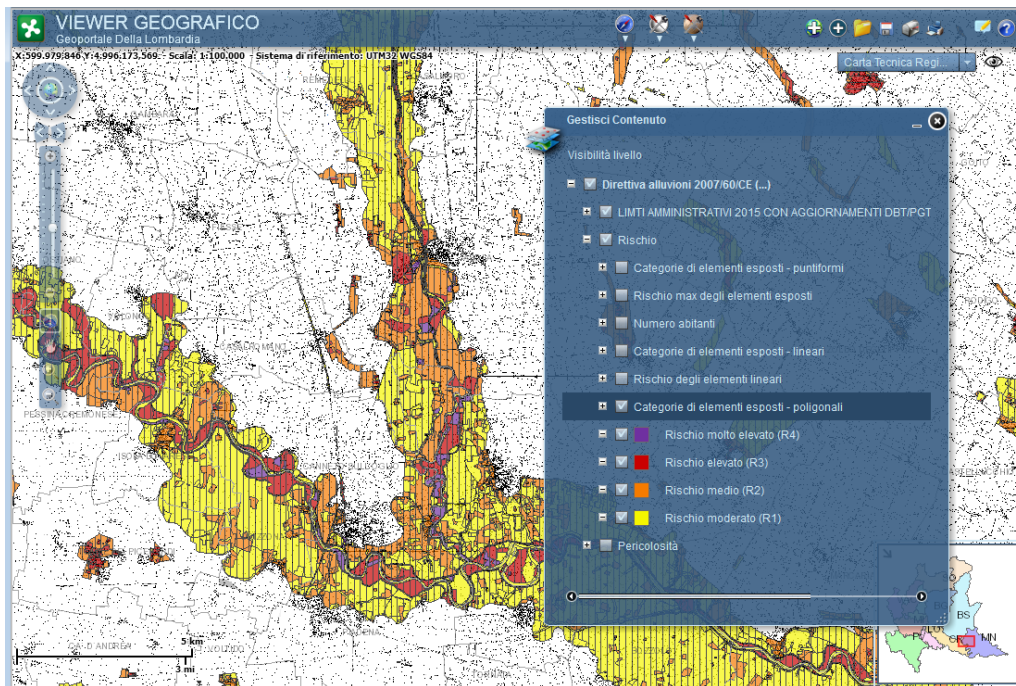 VIEWER GEOGRAFICO
Geoportale Della Lombardia
X:599.979,846 Y:4.996.173,569. - Scala: 1:100.000 - Sistema di riferimento: UTM32 WGS84
Carta Tecnica Regi...
Gestisci Contenuto
Visibilità livello
Direttiva alluvioni 2007/60/CE (...)
LIMTI AMMINISTRATIVI 2015 CON AGGIORNAMENTI DBT/PGT
Rischio
Categorie di elementi esposti - puntiformi
Rischio max degli elementi esposti
Numero abitanti
Categorie di elementi esposti - lineari
Rischio degli elementi lineari
Categorie di elementi esposti - poligonali
Rischio molto elevato (R4)
Rischio elevato (R3)
Rischio medio (R2)
Rischio moderato (R1)
Pericolosità
PESSINA CREMONESE
CA' D'ANDREA
5 km
3 mi
BS
MN